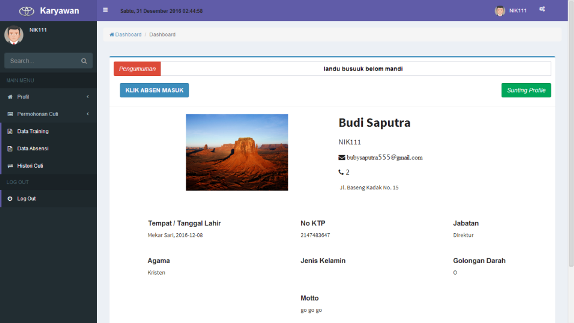 Karyawan
Sabtu, 31 Desember 2016 02:44:58
NIK111
NIK111
Dashboard / Dashboard
Search...
MAIN MENU
Profil
Permohonan Cuti
Data Training
Data Absensi
Histori Cuti
LOG OUT
Log Out
Pengumuman
landu busuuk belom mandi
KLIK ABSEN MASUK
Sunting Profile
Budi Saputra
NIK111
bubysaputra555@gmail.com
2
Jl. Baseng Kadak No. 15
Tempat / Tanggal Lahir
Mekar Sari, 2016-12-08
No KTP
2147483647
Jabatan
Direktur
Agama
Kristen
Jenis Kelamin
Golongan Darah
O
Motto
go go go